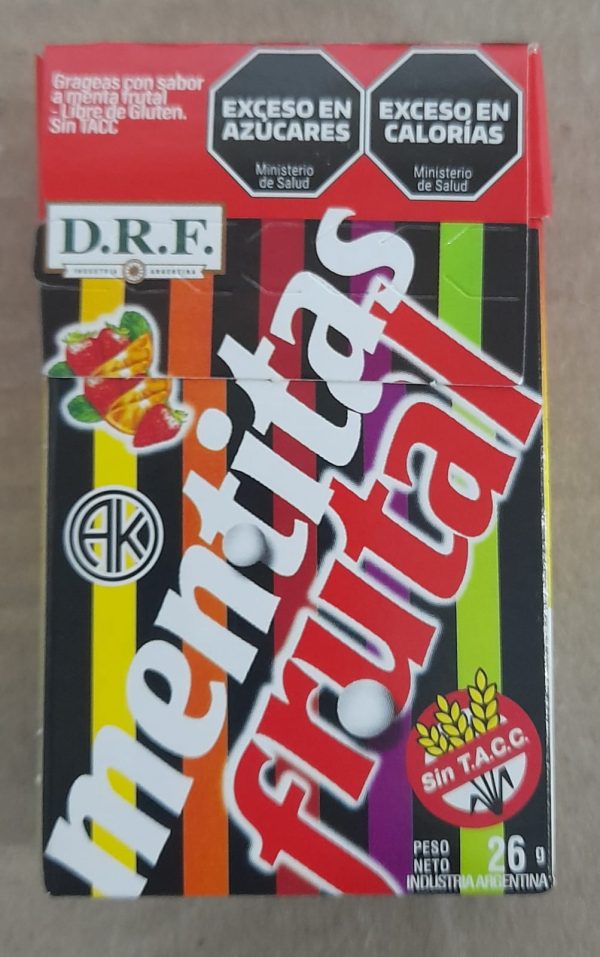 Grageas con sabor
a menta frutal
- Libre de Gluten.
Sin TACC
EXCESO EN
AZÚCARES
Ministerio
de Salud
EXCESO EN
CALORÍAS
Ministerio
de Salud
D.R.F.
INDUSTRIA ARGENTINA
mentitas
frutal
AK
Sin T.A.C.C.
PESO
NETO 26 g
INDUSTRIA ARGENTINA